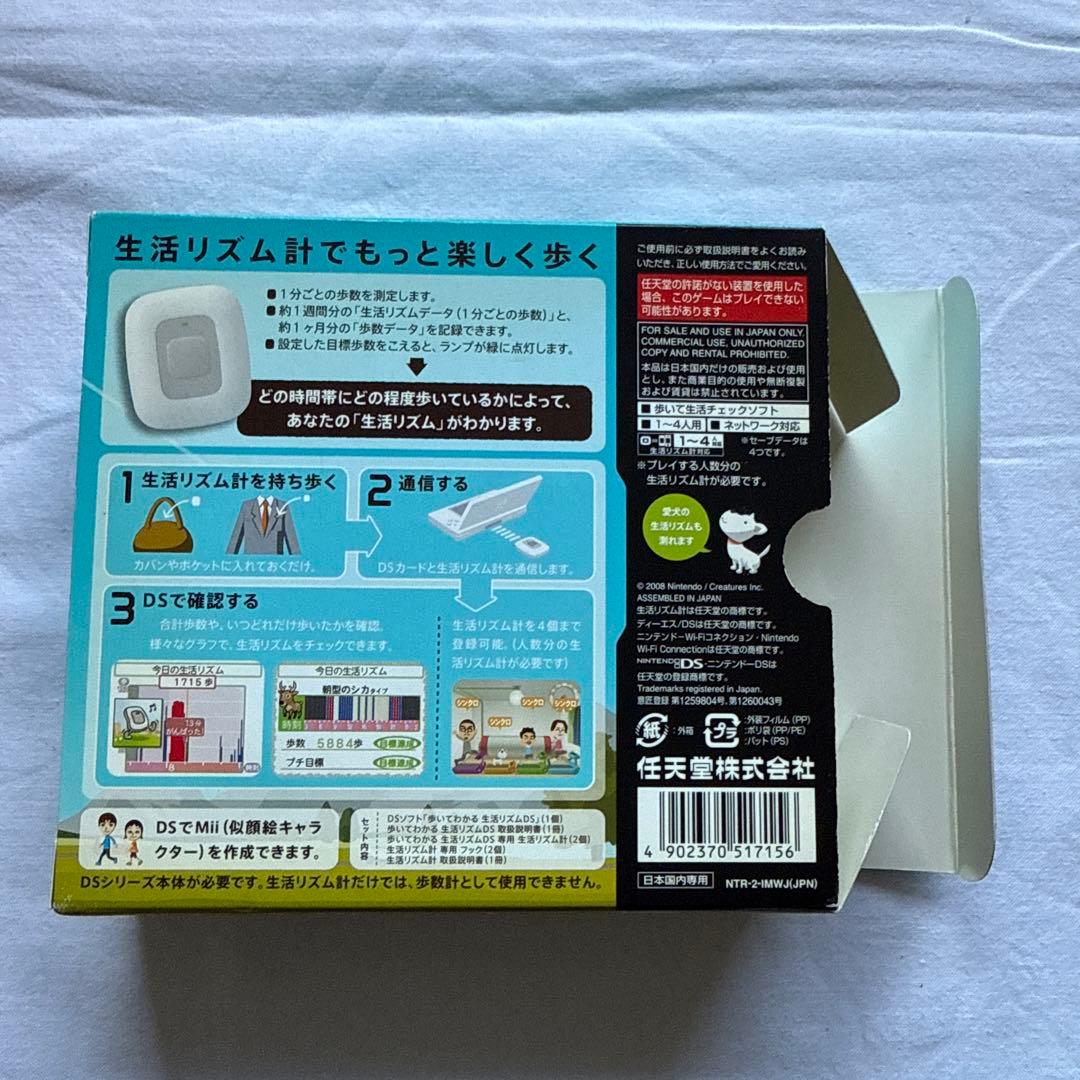 生活リズム計でもっと楽しく歩く
■1分ごとの歩数を測定します。
■約1週間分の「生活リズムデータ(1分ごとの歩数)」と、
約1ヶ月分の「歩数データ」を記録できます。
■設定した目標歩数をこえると、ランプが緑に点灯します。
どの時間帯にどの程度歩いているかによって、
あなたの「生活リズム」がわかります。
1 生活リズム計を持ち歩く
カバンやポケットに入れておくだけ。
2 通信する
DSカードと生活リズム計を通信します。
3 DSで確認する
合計歩数や、いつどれだけ歩いたかを確認。
様々なグラフで、生活リズムをチェックできます。
今日の生活リズム
1715歩
13分
がんばった!
8
時刻
今日の生活リズム
朝型のシカタイプ
時刻
歩数 5884歩 目標達成
プチ目標 目標達成
生活リズム計を4個まで
登録可能。(人数分の生
活リズム計が必要です)
シンクロ
シンクロ
シンクロ
シンクロ
DSでMii(似顔絵キャラ
クター)を作成できます。
セット内容
DSソフト「歩いてわかる 生活リズムDS」(1個)
歩いてわかる 生活リズムDS 取扱説明書(1冊)
歩いてわかる 生活リズムDS 専用 生活リズム計(2個)
生活リズム計 専用 フック(2個)
生活リズム計 取扱説明書(1冊)
DSシリーズ本体が必要です。生活リズム計だけでは、歩数計として使用できません。
ご使用前に必ず取扱説明書をよくお読み
いただき、正しい使用方法でご愛用ください。
任天堂の許諾がない装置を使用した
場合、このゲームはプレイできない
可能性があります。
FOR SALE AND USE IN JAPAN ONLY.
COMMERCIAL USE, UNAUTHORIZED
COPY AND RENTAL PROHIBITED.
本品は日本国内だけの販売および使用
とし、また商業目的の使用や無断複製
および賃貸は禁止されています。
■ 歩いて生活チェックソフト
■ 1〜4人用 ■ ネットワーク対応
1〜4人対応
生活リズム計対応
※セーブデータは
4つです。
※プレイする人数分の
生活リズム計が必要です。
愛犬の
生活リズムも
測れます
© 2008 Nintendo / Creatures Inc.
ASSEMBLED IN JAPAN
生活リズム計は任天堂の商標です。
ディーエス/DSは任天堂の商標です。
ニンテンドーWi-Fiコネクション・Nintendo
Wi-Fi Connectionは任天堂の商標です。
NINTENDO DS・ニンテンドーDSは
任天堂の登録商標です。
Trademarks registered in Japan.
意匠登録 第1259804号、第1260043号
紙 :外箱
プラ :外装フィルム(PP)
:ポリ袋(PP/PE)
:パット(PS)
任天堂株式会社
4 902370 517156
日本国内専用 NTR-2-IMWJ(JPN)